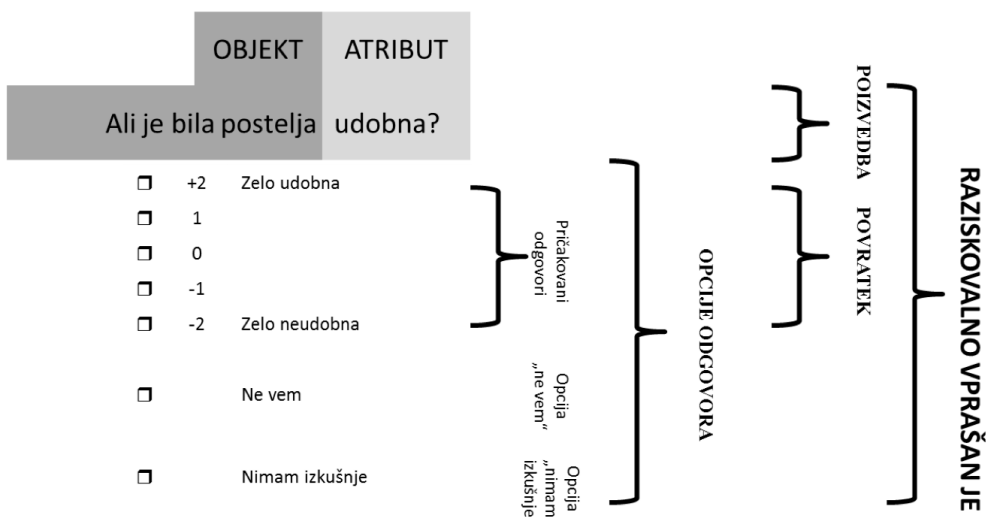 OBJEKT ATRIBUT
Ali je bila postelja udobna?
+2 Zelo udobna
1
0
-1
-2 Zelo neudobna
Ne vem
Nimam izkušnje
Pričakovani
odgovori
Opcija
„ne vem“
Opcija
„nimam
izkušnje
OPCIJE ODGOVORA
POIZVEDBA
POVRATEK
RAZISKOVALNO VPRAŠANJE